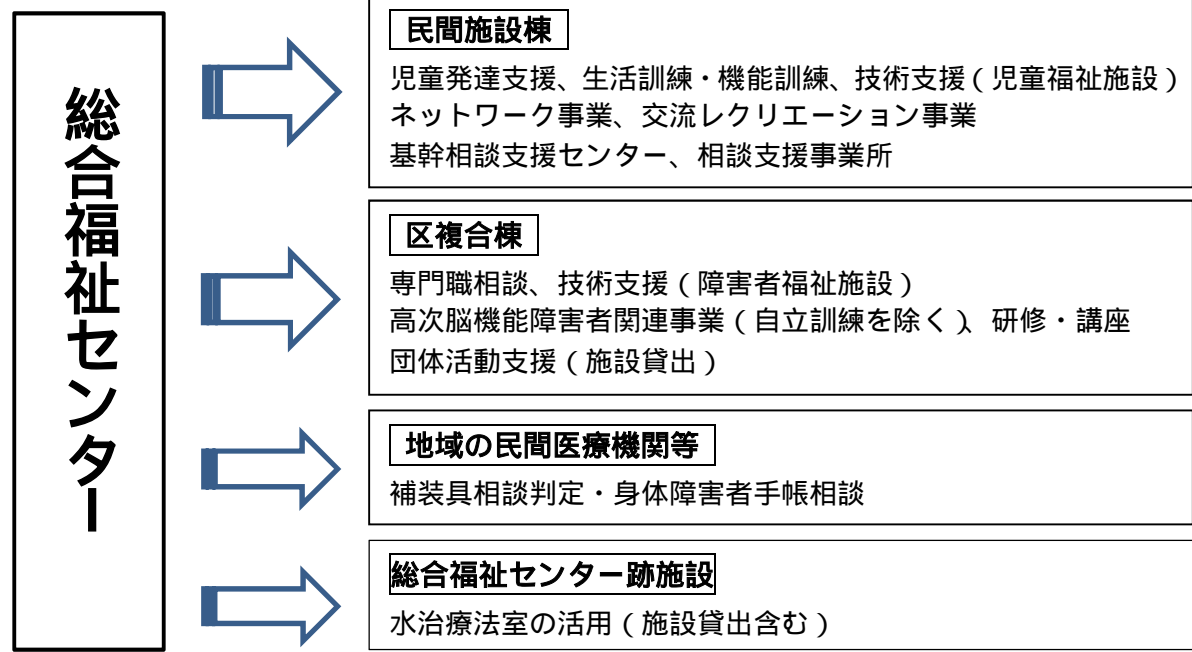 総合福祉センター
民間施設棟
児童発達支援、生活訓練・機能訓練、技術支援(児童福祉施設)
ネットワーク事業、交流レクリエーション事業
基幹相談支援センター、相談支援事業所
区複合棟
専門職相談、技術支援(障害者福祉施設)
高次脳機能障害者関連事業(自立訓練を除く)、研修・講座
団体活動支援(施設貸出)
地域の民間医療機関等
補装具相談判定・身体障害者手帳相談
総合福祉センター跡施設
水治療法室の活用(施設貸出含む)